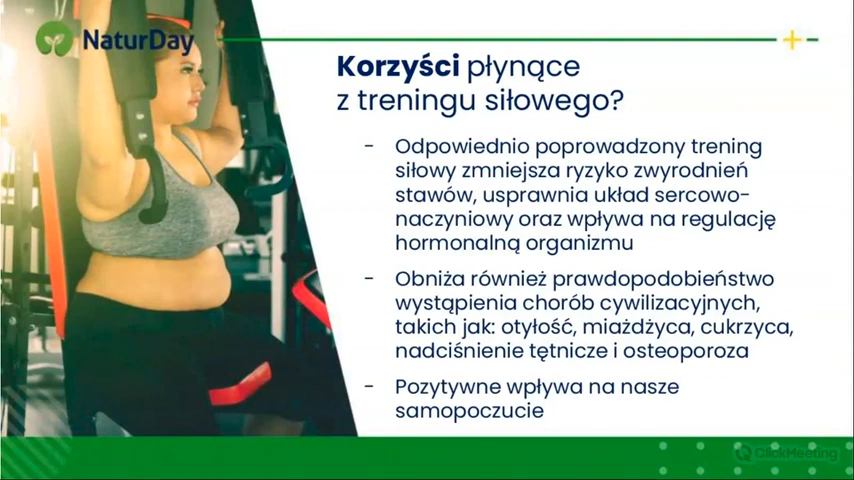 NaturDay
Korzyści płynące
z treningu siłowego?
- Odpowiednio poprowadzony trening
siłowy zmniejsza ryzyko zwyrodnień
stawów, usprawnia układ sercowo-
naczyniowy oraz wpływa na regulację
hormonalną organizmu
- Obniża również prawdopodobieństwo
wystąpienia chorób cywilizacyjnych,
takich jak: otyłość, miażdżyca, cukrzyca,
nadciśnienie tętnicze i osteoporoza
- Pozytywne wpływa na nasze
samopoczucie
ClickMeeting